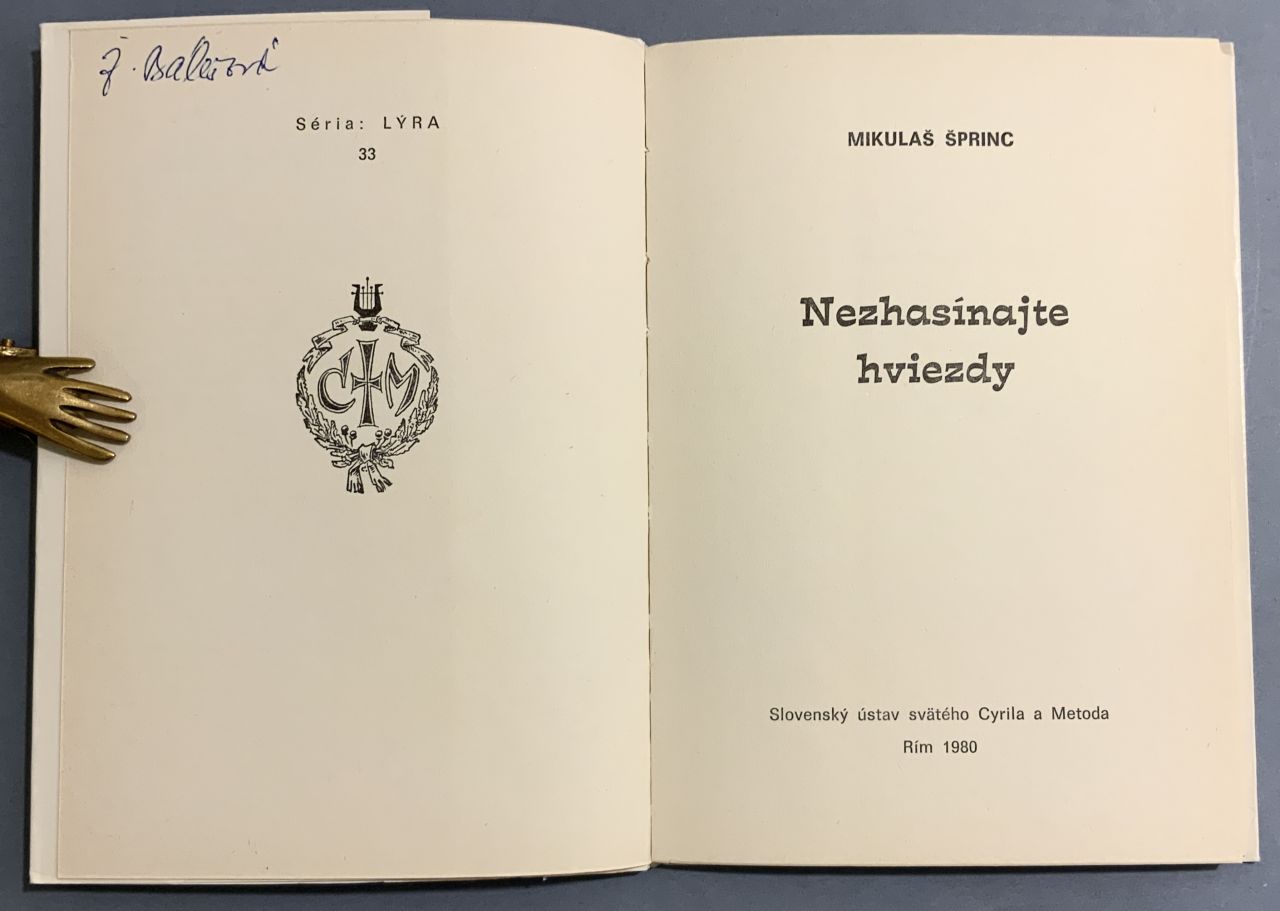 Séria: LÝRA
33
C M
MIKULAŠ ŠPRINC
Nezhasínajte
hviezdy
Slovenský ústav svätého Cyrila a Metoda
Rím 1980